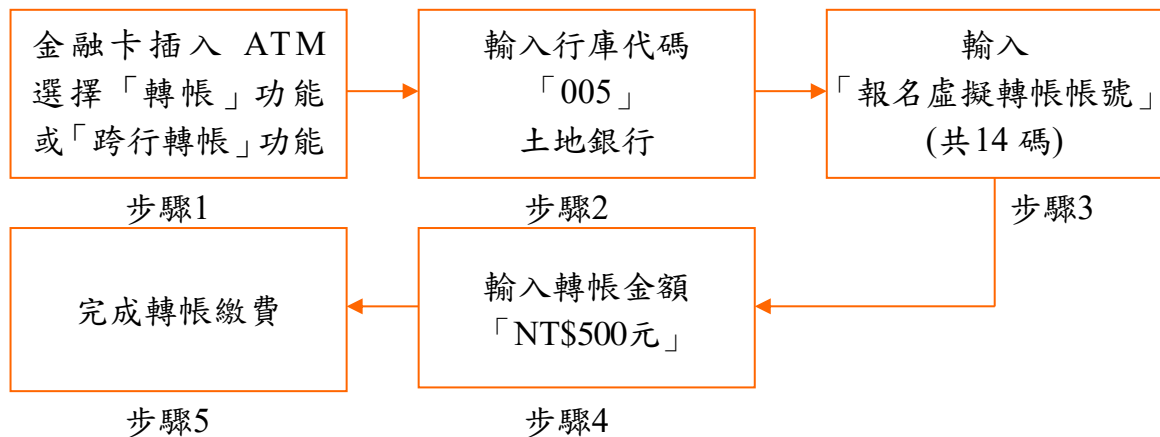 金融卡插入 ATM
選擇「轉帳」功能
或「跨行轉帳」功能
步驟1
輸入行庫代碼
「005」
土地銀行
步驟2
輸入
「報名虛擬轉帳帳號」
(共14 碼)
步驟3
輸入轉帳金額
「NT$500元」
步驟4
完成轉帳繳費
步驟5